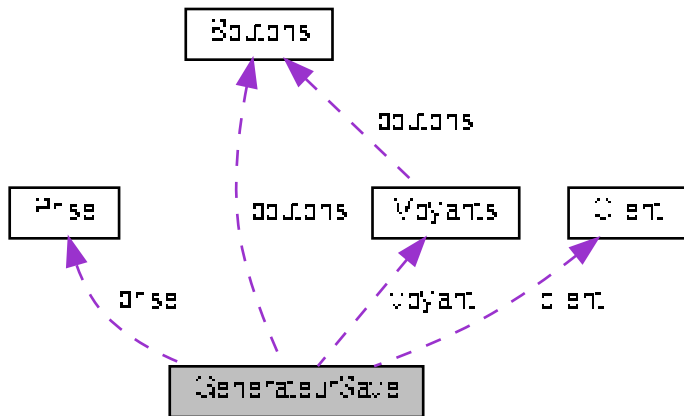 Boutons
boutons
Prise
boutons
Voyants
Client
prise
voyant
client
GenerateurSave